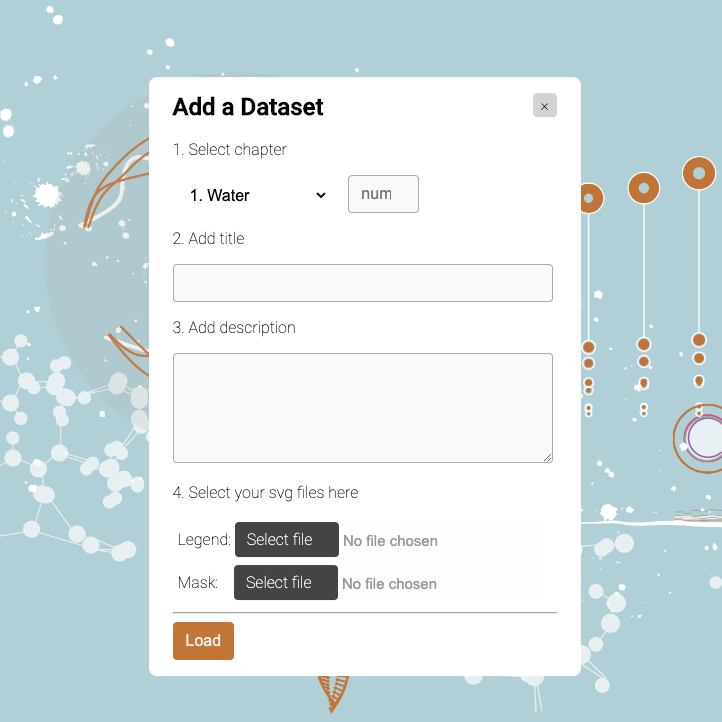 Add a Dataset ×
1. Select chapter
1. Water num
2. Add title
3. Add description
4. Select your svg files here
Legend: Select file No file chosen
Mask: Select file No file chosen
Load